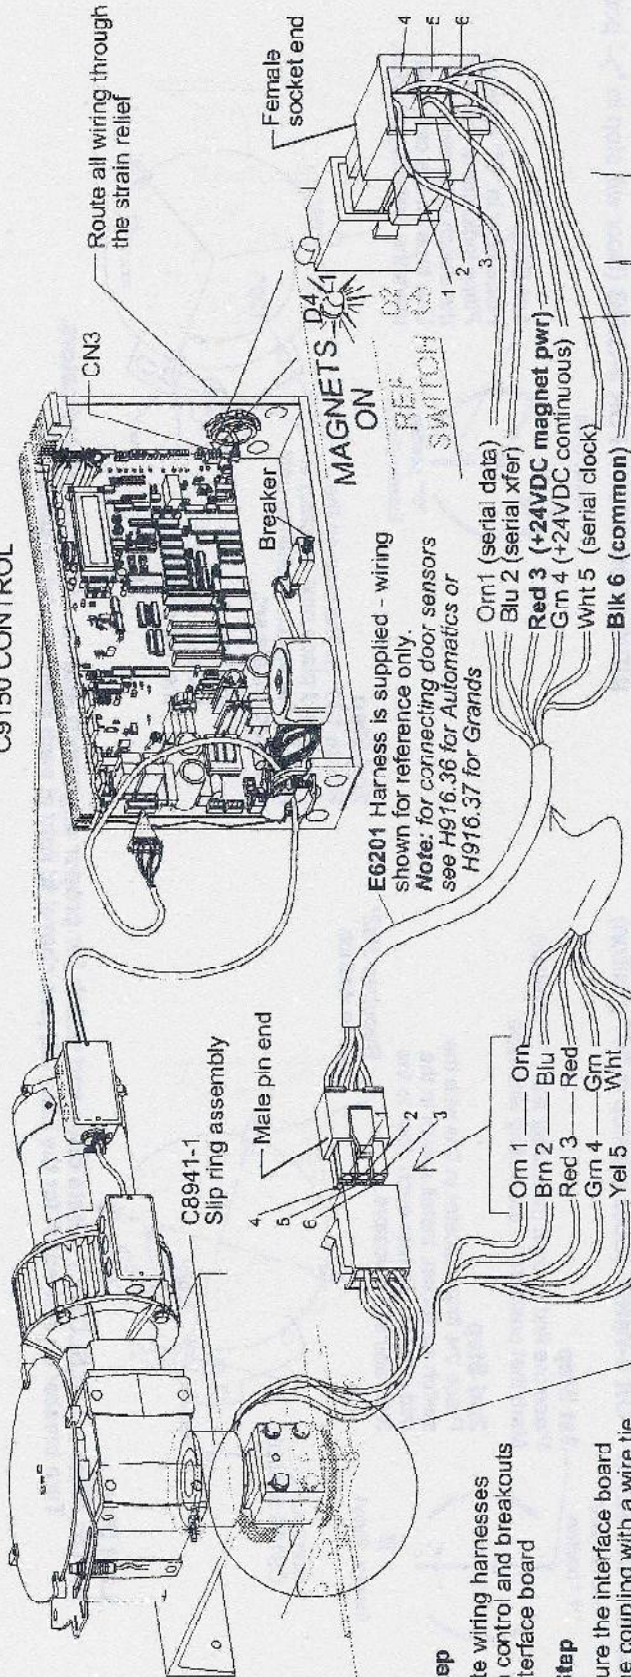 C9150 CONTROL
Route all wiring through
the strain relief
CN3
Female
socket end
4
5
6
1
2
3
MAGNETS
ON
D4
REF
SWITCH
Breaker
E6201 Harness is supplied - wiring
shown for reference only.
Note: for connecting door sensors
see H916.36 for Automatics or
H916.37 for Grands
Orn1 (serial data)
Blu 2 (serial xfer)
Red 3 (+24VDC magnet pwr)
Grn 4 (+24VDC continuous)
Wht 5 (serial clock)
Blk 6 (common)
C8941-1
Slip ring assembly
Male pin end
4
5
6
1
2
3
Orn 1 Orn
Brn 2 Blu
Red 3 Red
Grn 4 Grn
Yel 5 Wht
ep
te wiring harnesses
control and breakouts
terface board
tep
ure the interface board
e coupling with a wire tie